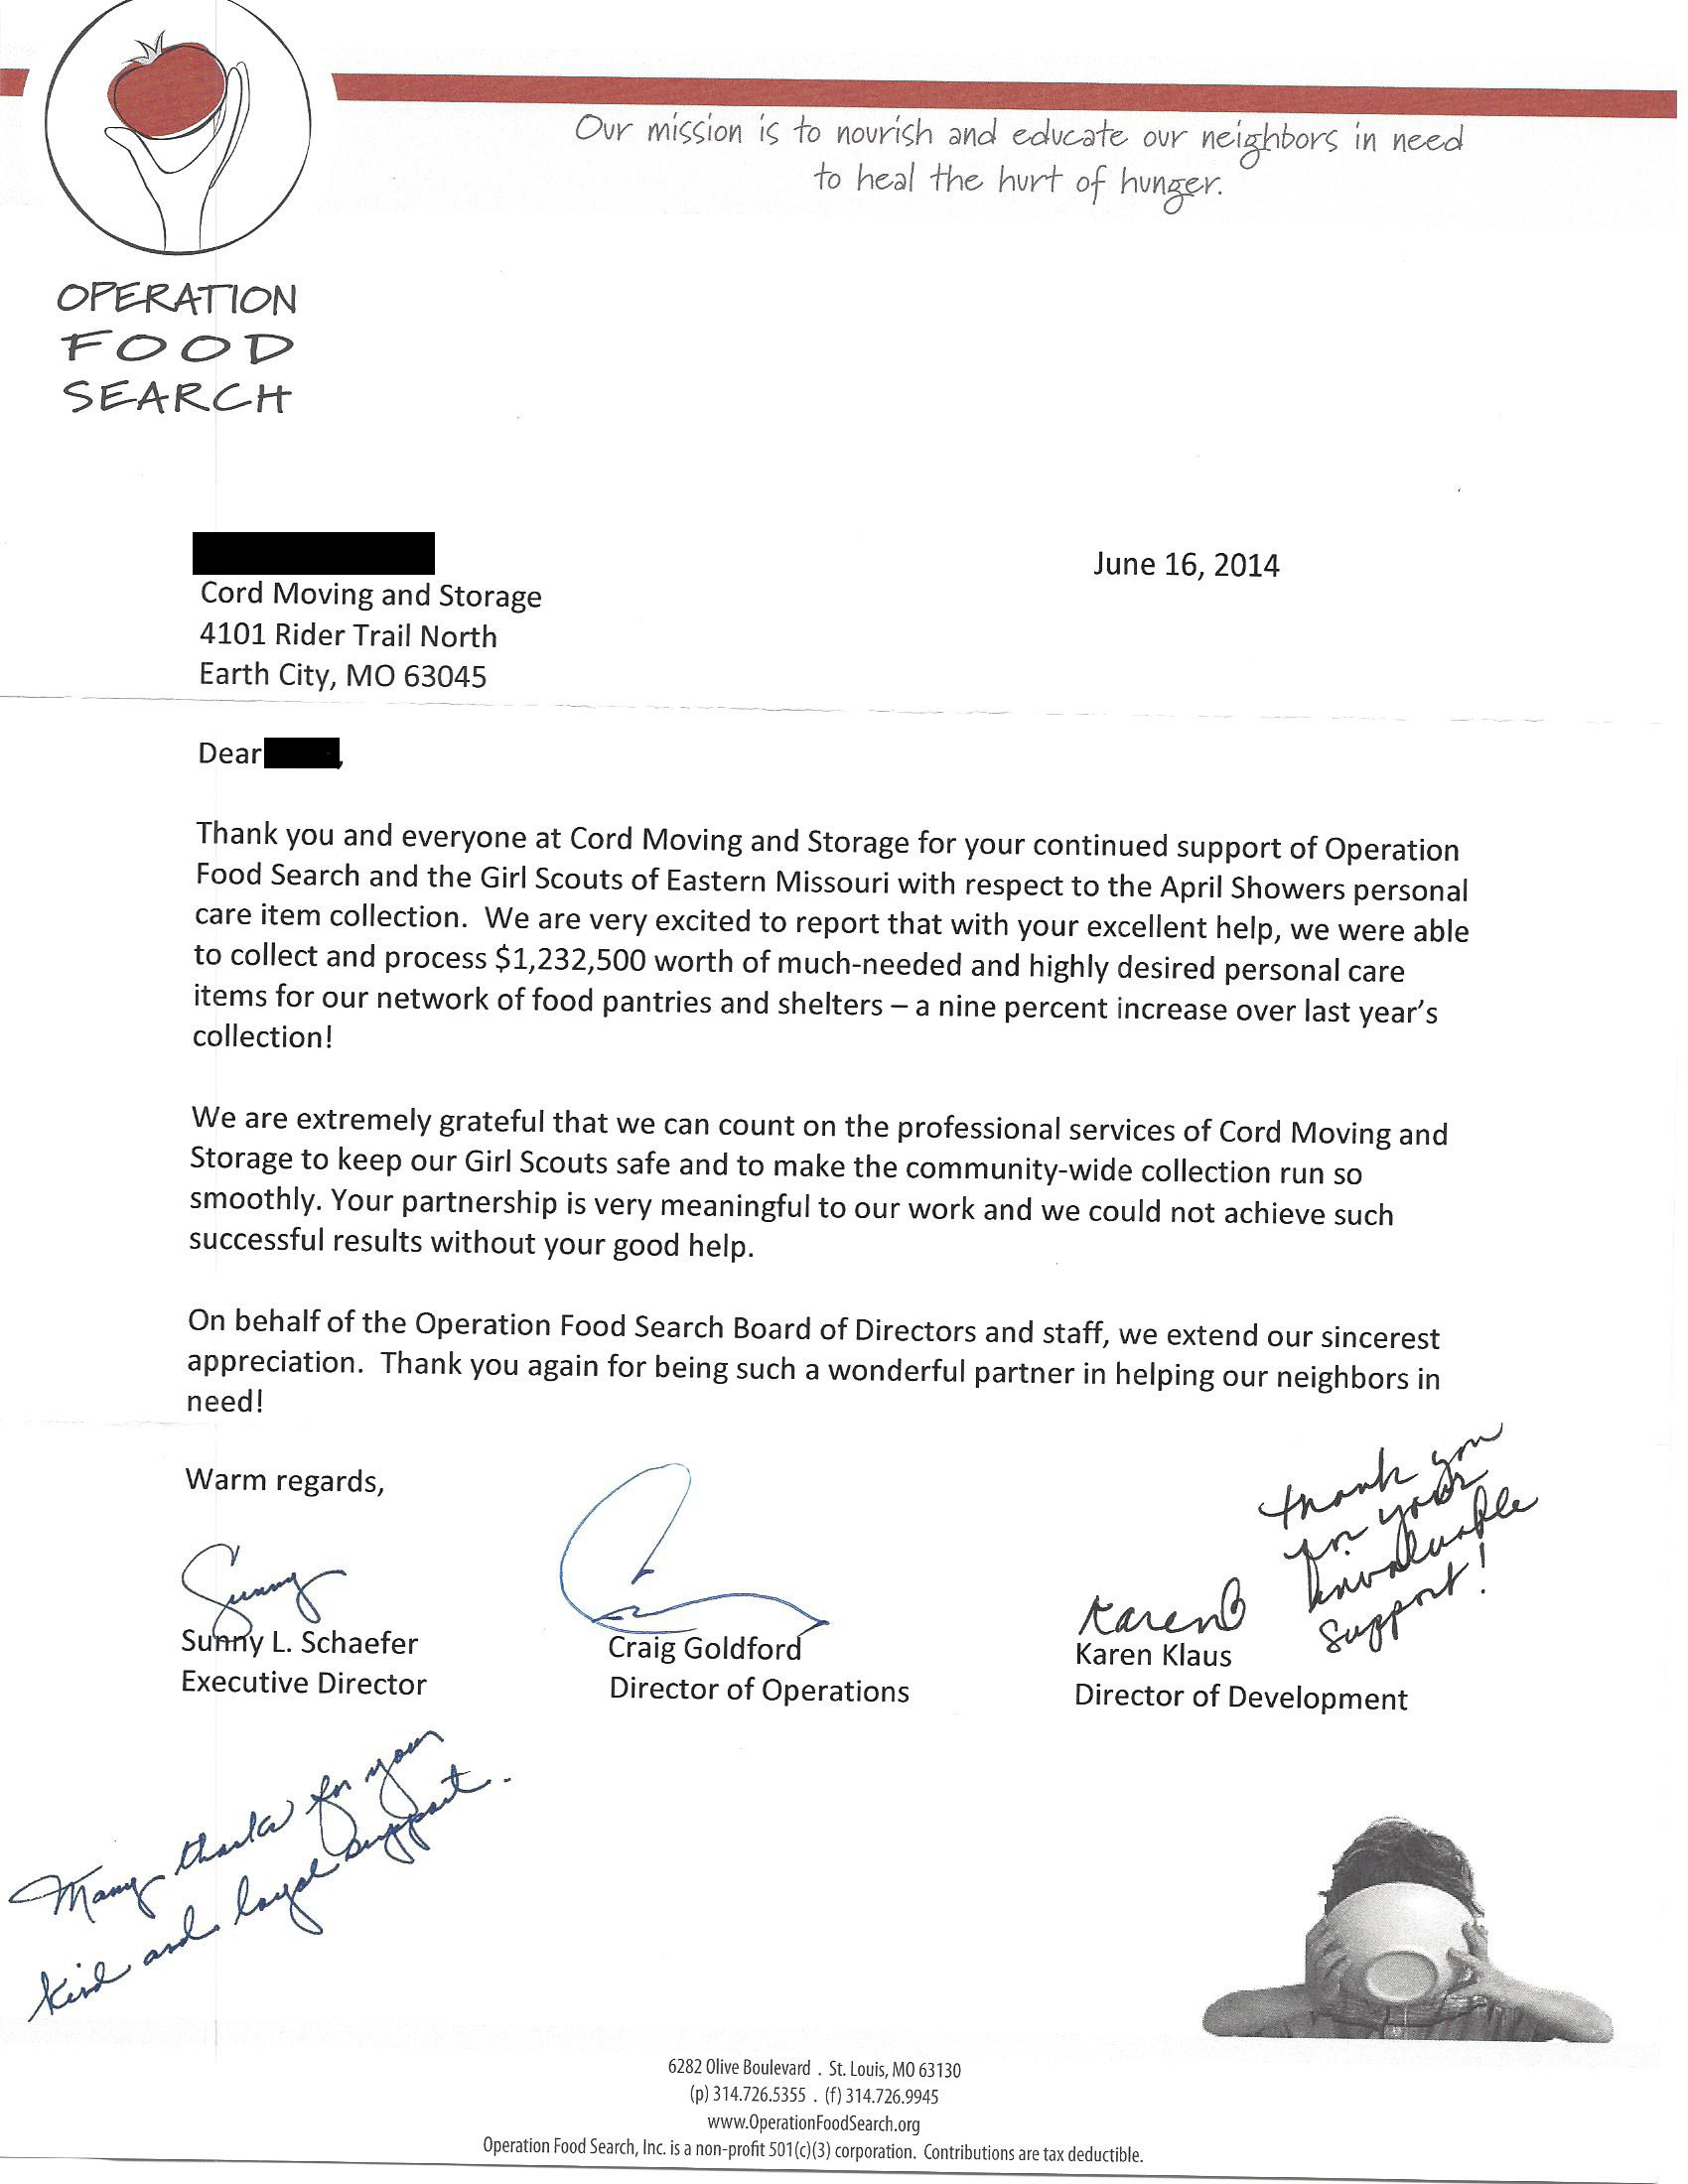 Our mission is to nourish and educate our neighbors in need
to heal the hurt of hunger.
OPERATION
FOOD
SEARCH
June 16, 2014
Cord Moving and Storage
4101 Rider Trail North
Earth City, MO 63045
Dear ,
Thank you and everyone at Cord Moving and Storage for your continued support of Operation
Food Search and the Girl Scouts of Eastern Missouri with respect to the April Showers personal
care item collection.  We are very excited to report that with your excellent help, we were able
to collect and process $1,232,500 worth of much-needed and highly desired personal care
items for our network of food pantries and shelters – a nine percent increase over last year's
collection!
We are extremely grateful that we can count on the professional services of Cord Moving and
Storage to keep our Girl Scouts safe and to make the community-wide collection run so
smoothly. Your partnership is very meaningful to our work and we could not achieve such
successful results without your good help.
On behalf of the Operation Food Search Board of Directors and staff, we extend our sincerest
appreciation.  Thank you again for being such a wonderful partner in helping our neighbors in
need!
Warm regards,
Thank you
for your
invaluable
support!
Sunny
Karen
Sunny L. Schaefer
Executive Director
Craig Goldford
Director of Operations
Karen Klaus
Director of Development
Many thanks for your
kind and loyal support.
6282 Olive Boulevard . St. Louis, MO 63130
(p) 314.726.5355 . (f) 314.726.9945
www.OperationFoodSearch.org
Operation Food Search, Inc. is a non-profit 501(c)(3) corporation.  Contributions are tax deductible.